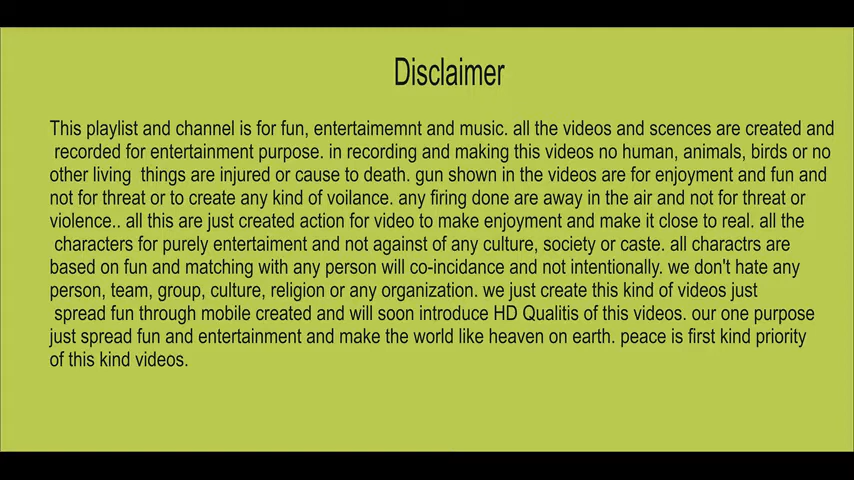 Disclaimer
This playlist and channel is for fun, entertaimemnt and music. all the videos and scences are created and
recorded for entertainment purpose. in recording and making this videos no human, animals, birds or no
other living things are injured or cause to death. gun shown in the videos are for enjoyment and fun and
not for threat or to create any kind of voilance. any firing done are away in the air and not for threat or
violence.. all this are just created action for video to make enjoyment and make it close to real. all the
characters for purely entertaiment and not against of any culture, society or caste. all charactrs are
based on fun and matching with any person will co-incidance and not intentionally. we don't hate any
person, team, group, culture, religion or any organization. we just create this kind of videos just
spread fun through mobile created and will soon introduce HD Qualitis of this videos. our one purpose
just spread fun and entertainment and make the world like heaven on earth. peace is first kind priority
of this kind videos.